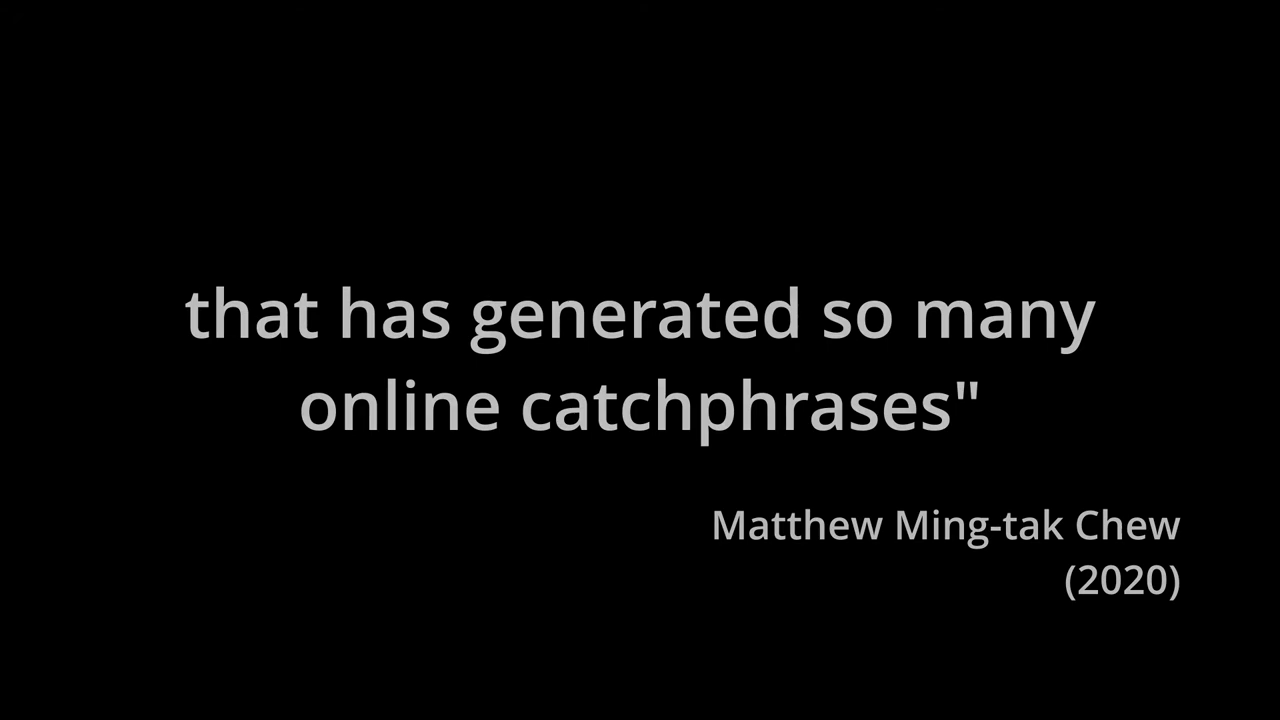 that has generated so many
online catchphrases"
Matthew Ming-tak Chew
(2020)